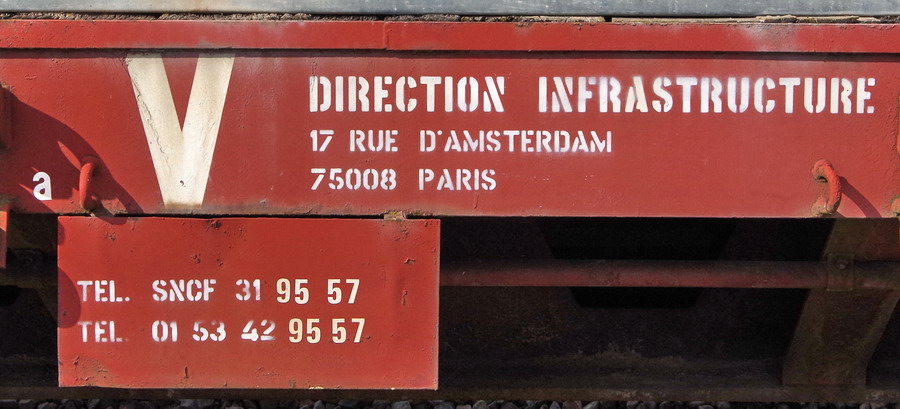 V
DIRECTION INFRASTRUCTURE
17 RUE D'AMSTERDAM
75008 PARIS
a
TEL. SNCF 31 95 57
TEL. 01 53 42 95 57